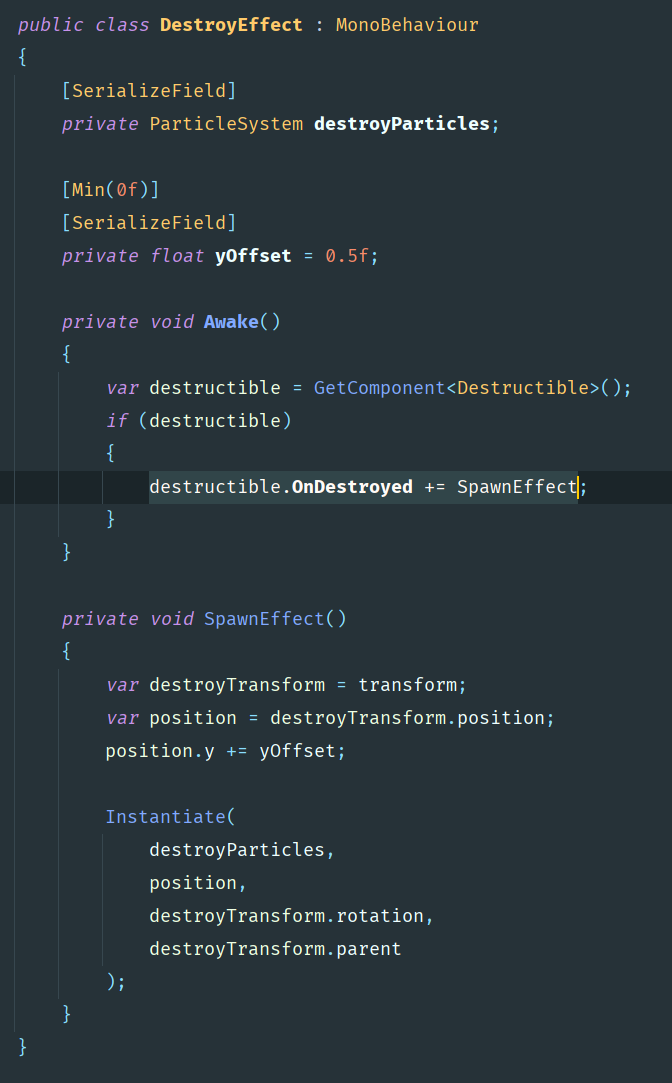 public class DestroyEffect : MonoBehaviour
{
    [SerializeField]
    private ParticleSystem destroyParticles;

    [Min(0f)]
    [SerializeField]
    private float yOffset = 0.5f;

    private void Awake()
    {
        var destructible = GetComponent<Destructible>();
        if (destructible)
        {
            destructible.OnDestroyed += SpawnEffect;
        }
    }

    private void SpawnEffect()
    {
        var destroyTransform = transform;
        var position = destroyTransform.position;
        position.y += yOffset;

        Instantiate(
            destroyParticles,
            position,
            destroyTransform.rotation,
            destroyTransform.parent
        );
    }
}